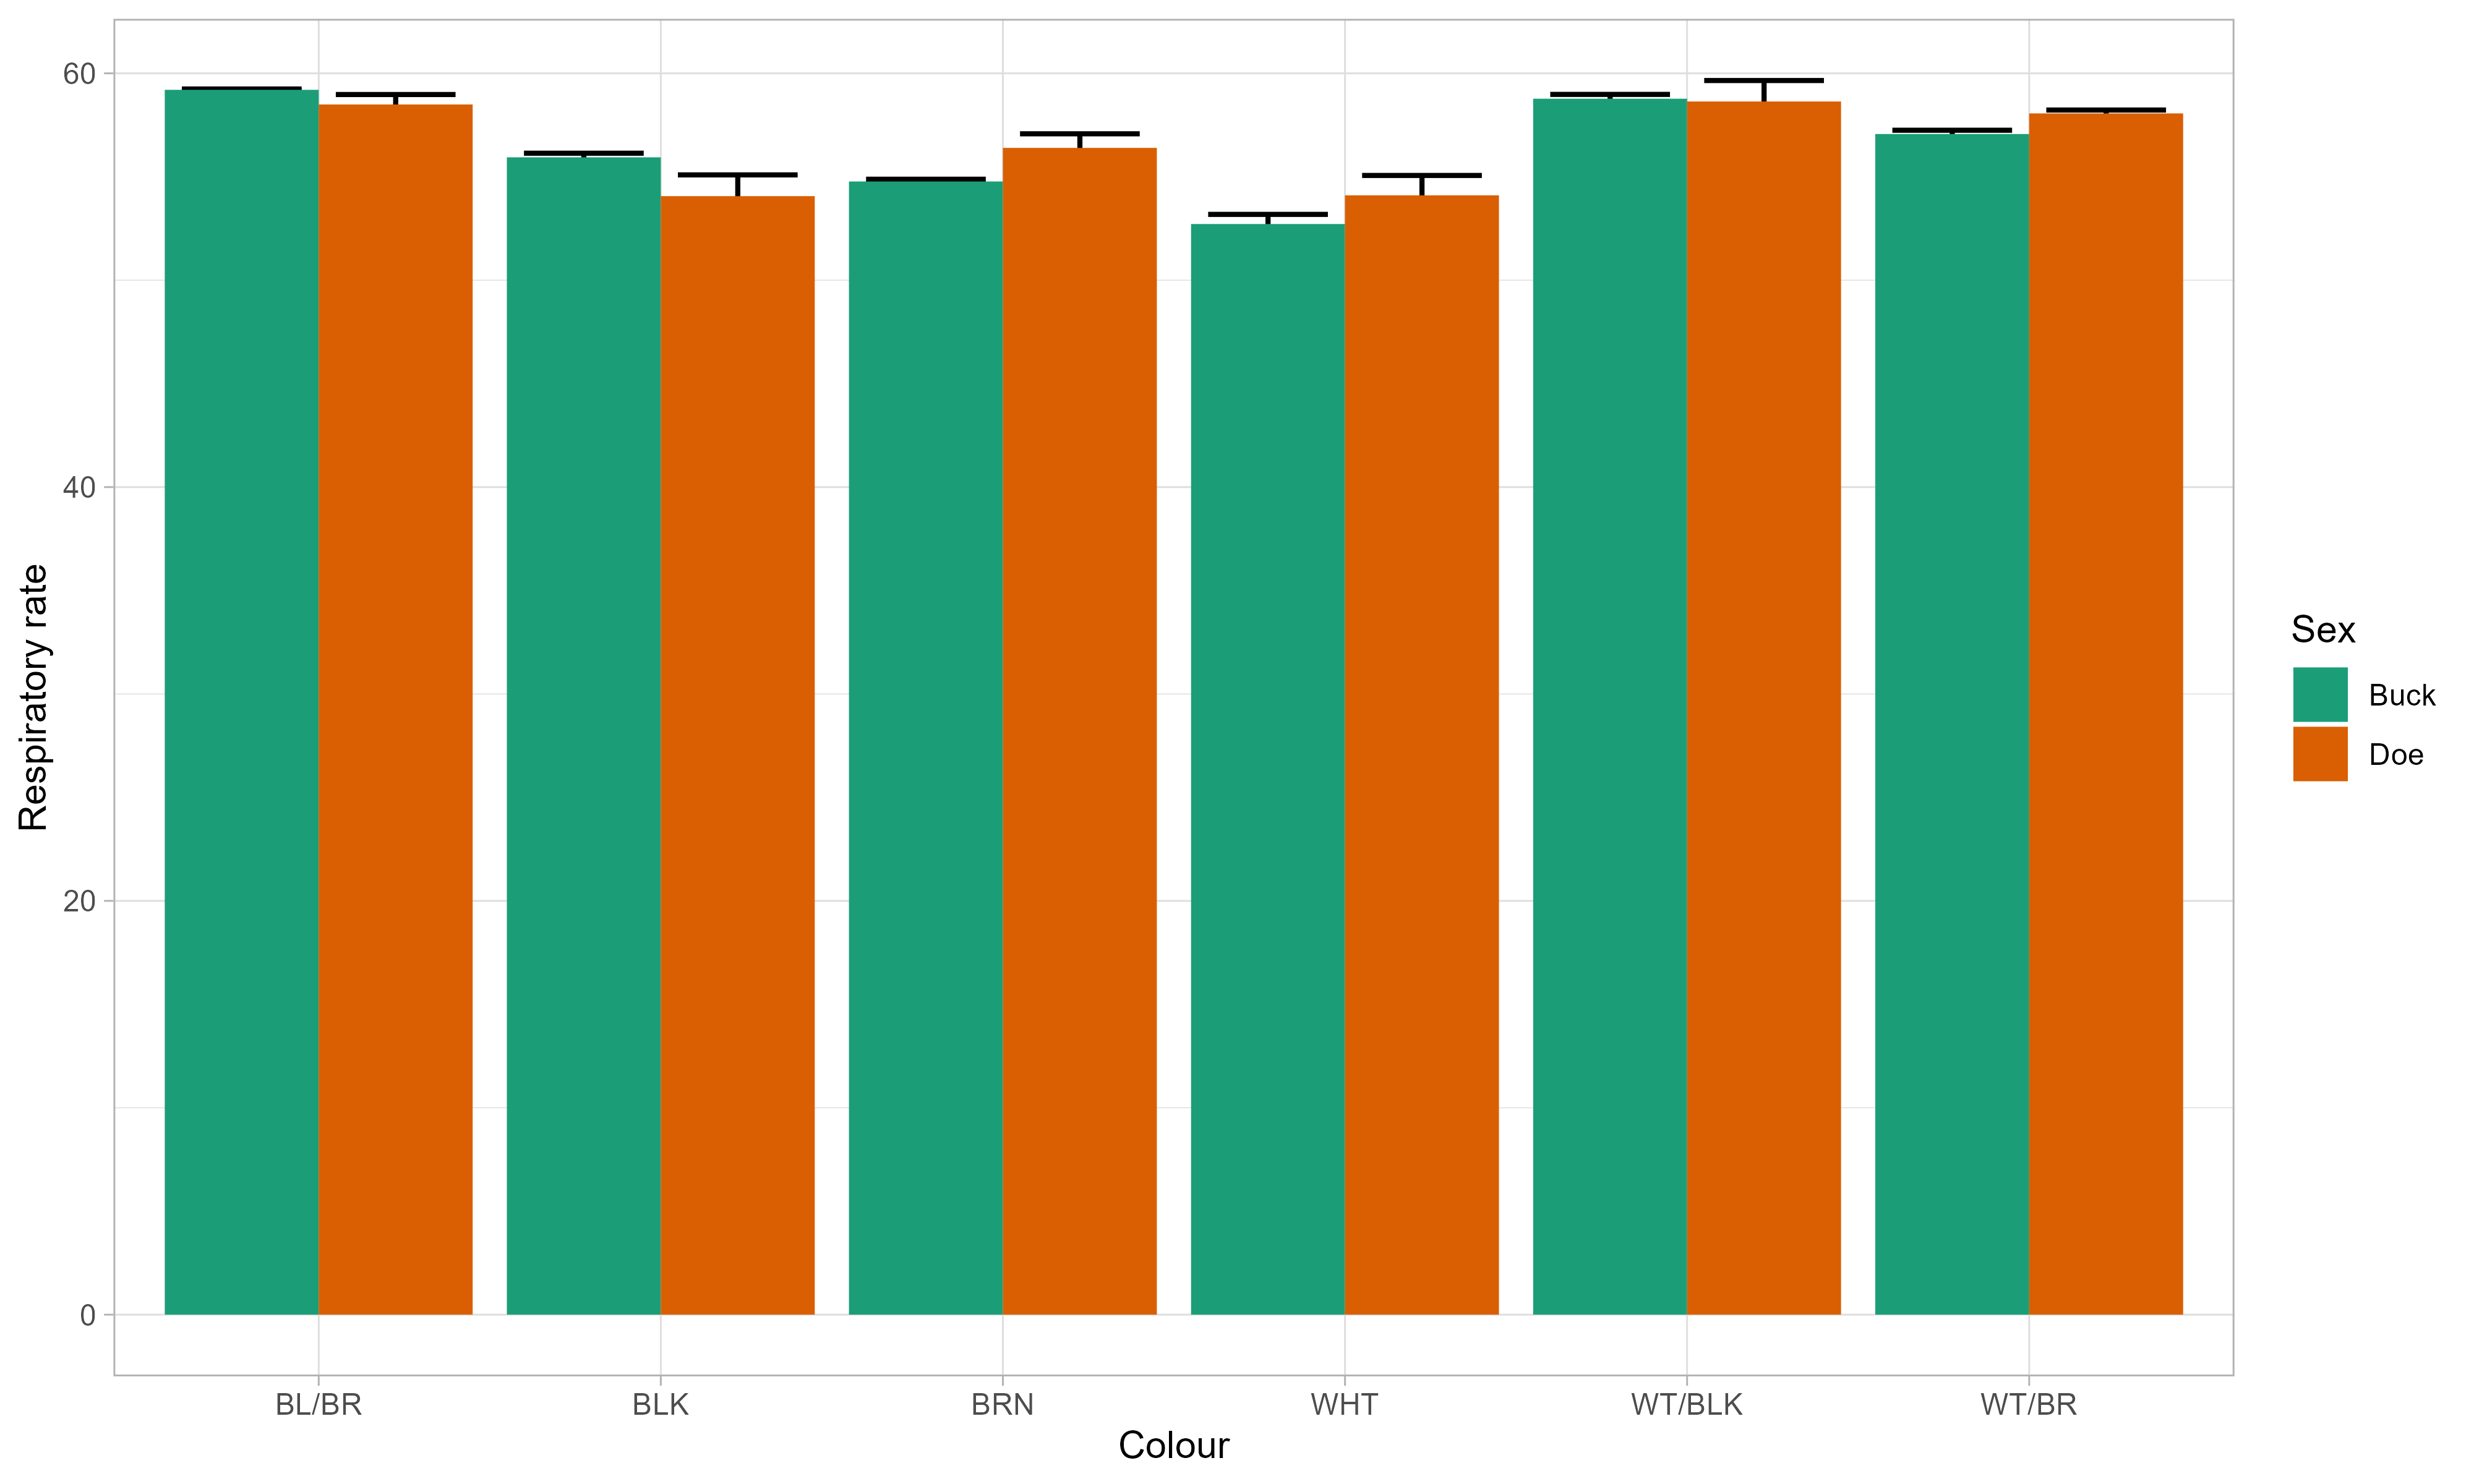 60
40
20
0
Respiratory rate
BL/BR BLK BRN WHT WT/BLK WT/BR
Colour
Sex
Buck
Doe